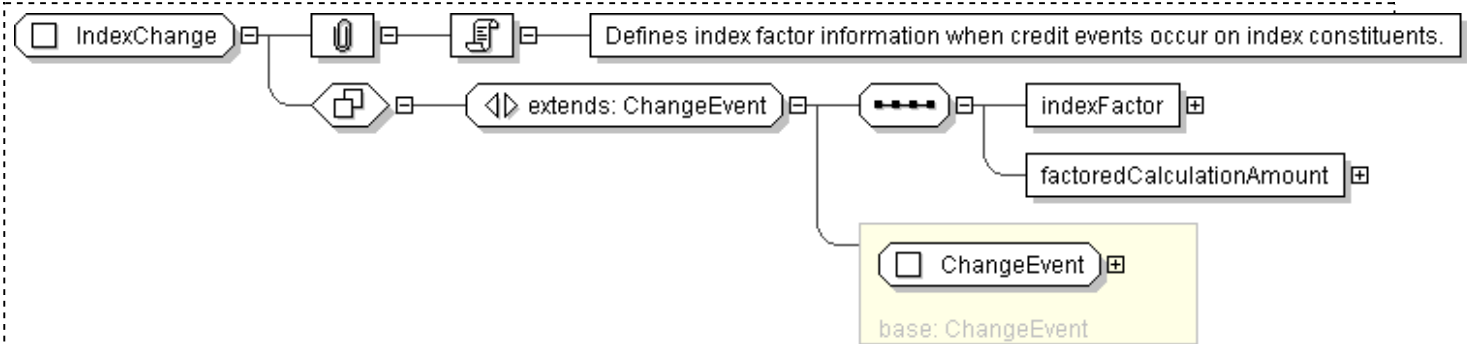 IndexChange
Defines index factor information when credit events occur on index constituents.
extends: ChangeEvent
indexFactor
factoredCalculationAmount
ChangeEvent
base: ChangeEvent